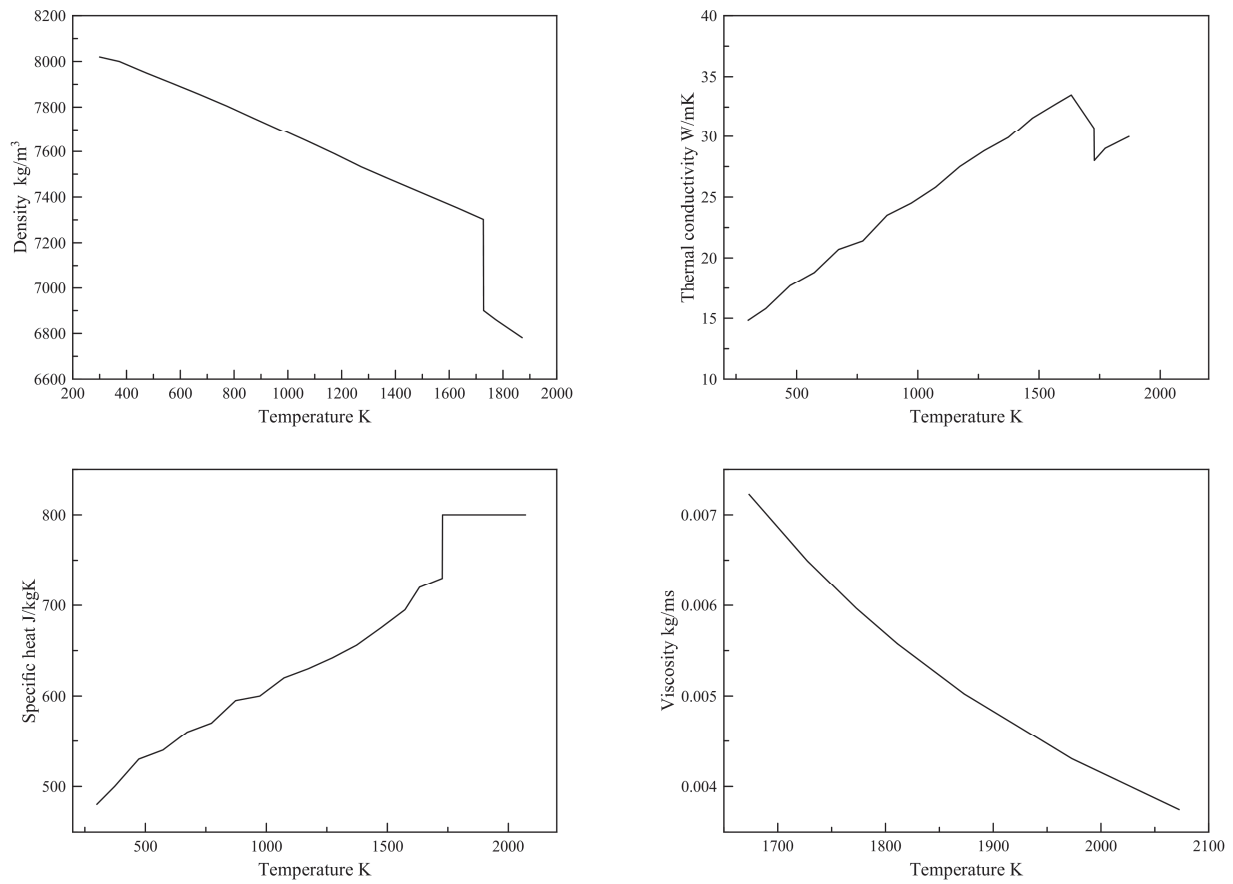 8200
8000
7800
7600
7400
7200
7000
6800
6600
Density kg/m³
200 400 600 800 1000 1200 1400 1600 1800 2000
Temperature K
40
35
30
25
20
15
10
Thernal conductivity W/mK
500 1000 1500 2000
Temperature K
800
700
600
500
Specific heat J/kgK
500 1000 1500 2000
Temperature K
0.007
0.006
0.005
0.004
Viscosity kg/ms
1700 1800 1900 2000 2100
Temperature K